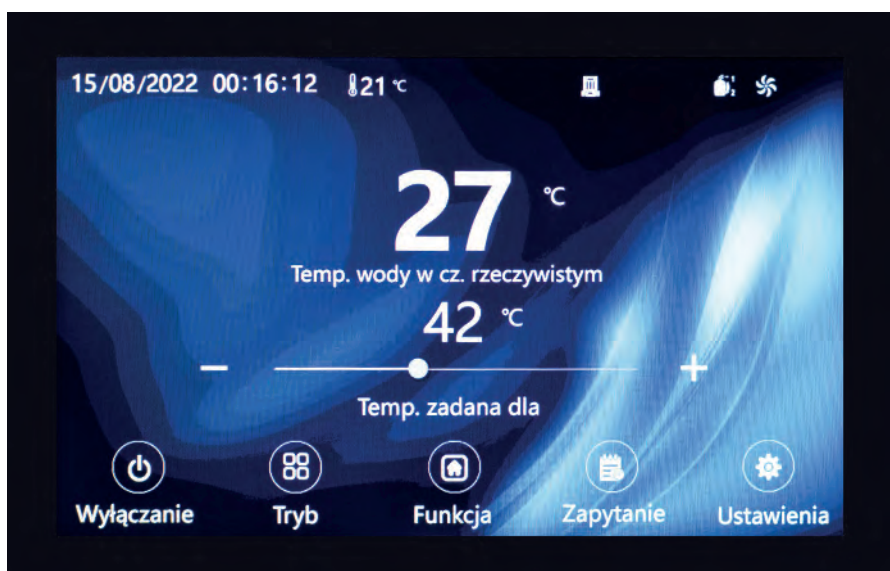 15/08/2022 00:16:12 21 ℃
27 ℃
Temp. wody w cz. rzeczywistym
42 ℃
− +
Temp. zadana dla
Wyłączanie Tryb Funkcja Zapytanie Ustawienia